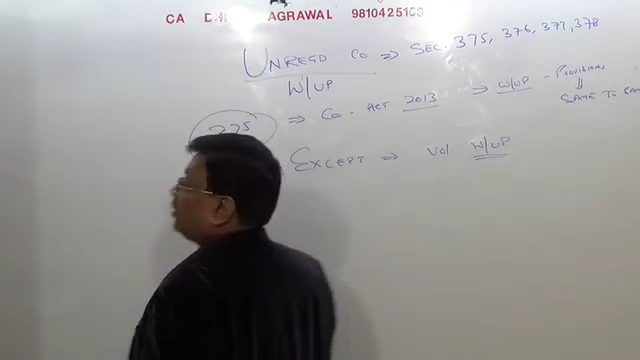 CA AGRAWAL 9810425108
UNREGD CO ⇒ SEC. 375, 376, 377, 378
W/UP
375 ⇒ CO. ACT 2013 ⇒ W/UP - PROVISIONS
⇓
SAME TO
EXCEPT ⇒ VOL W/UP